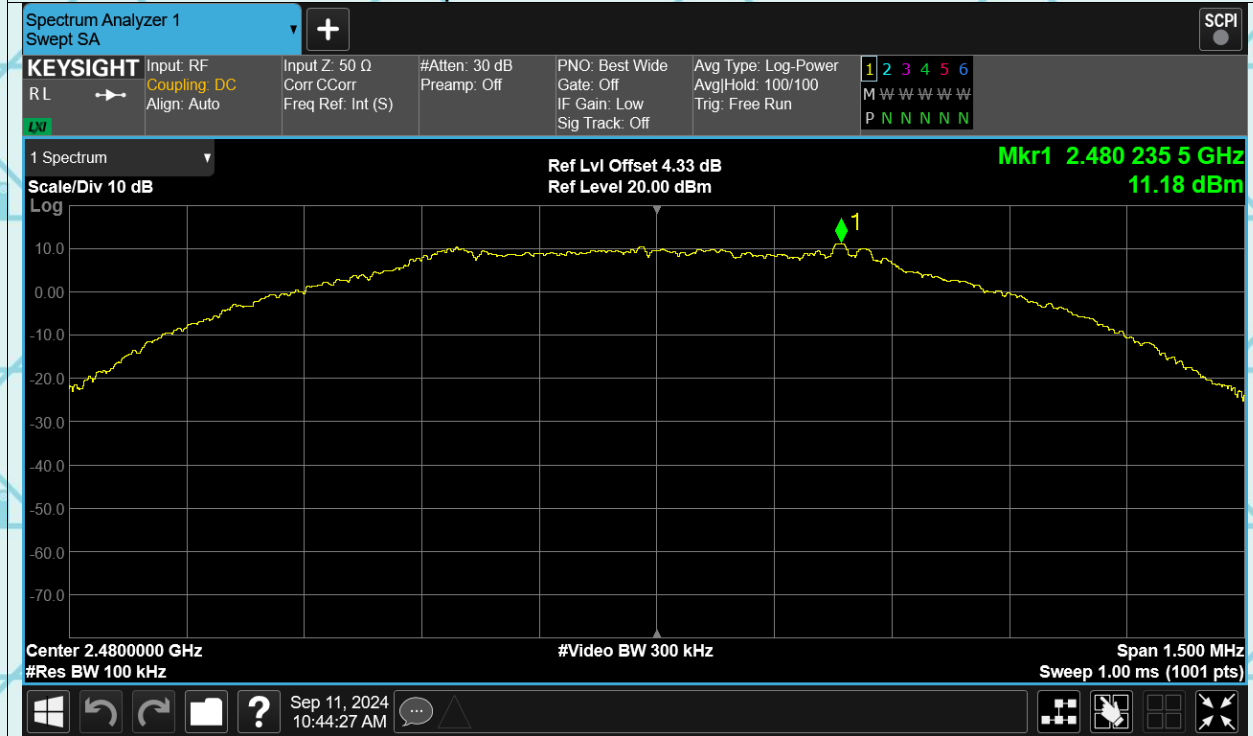 Spectrum Analyzer 1
Swept SA
+
SCPI
KEYSIGHT
R L
LXI
Input: RF
Coupling: DC
Align: Auto
Input Z: 50 Ω
Corr CCorr
Freq Ref: Int (S)
#Atten: 30 dB
Preamp: Off
PNO: Best Wide
Gate: Off
IF Gain: Low
Sig Track: Off
Avg Type: Log-Power
Avg|Hold: 100/100
Trig: Free Run
1 2 3 4 5 6
M W W W W W
P N N N N N
1 Spectrum
Scale/Div 10 dB
Log
Ref Lvl Offset 4.33 dB
Ref Level 20.00 dBm
Mkr1 2.480 235 5 GHz
11.18 dBm
1
10.0
0.00
-10.0
-20.0
-30.0
-40.0
-50.0
-60.0
-70.0
Center 2.4800000 GHz
#Res BW 100 kHz
#Video BW 300 kHz
Span 1.500 MHz
Sweep 1.00 ms (1001 pts)
?
Sep 11, 2024
10:44:27 AM